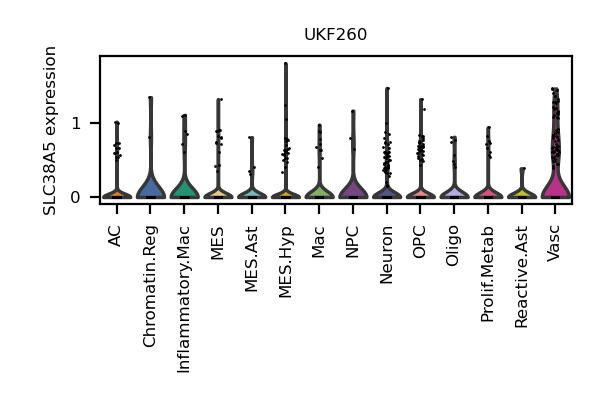 UKF260
SLC38A5 expression
1
0
AC
Chromatin.Reg
Inflammatory.Mac
MES
MES.Ast
MES.Hyp
Mac
NPC
Neuron
OPC
Oligo
Prolif.Metab
Reactive.Ast
Vasc